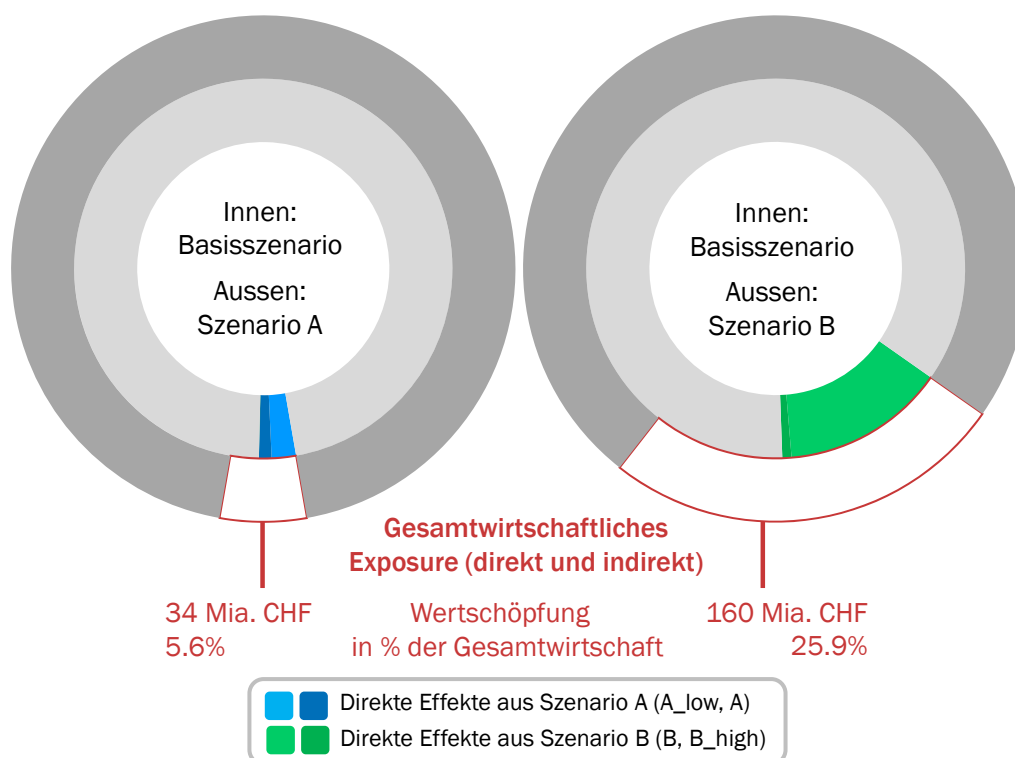 Innen:
Basisszenario
Aussen:
Szenario A
Innen:
Basisszenario
Aussen:
Szenario B
Gesamtwirtschaftliches
Exposure (direkt und indirekt)
34 Mia. CHF
5.6%
Wertschöpfung
in % der Gesamtwirtschaft
160 Mia. CHF
25.9%
Direkte Effekte aus Szenario A (A_low, A)
Direkte Effekte aus Szenario B (B, B_high)